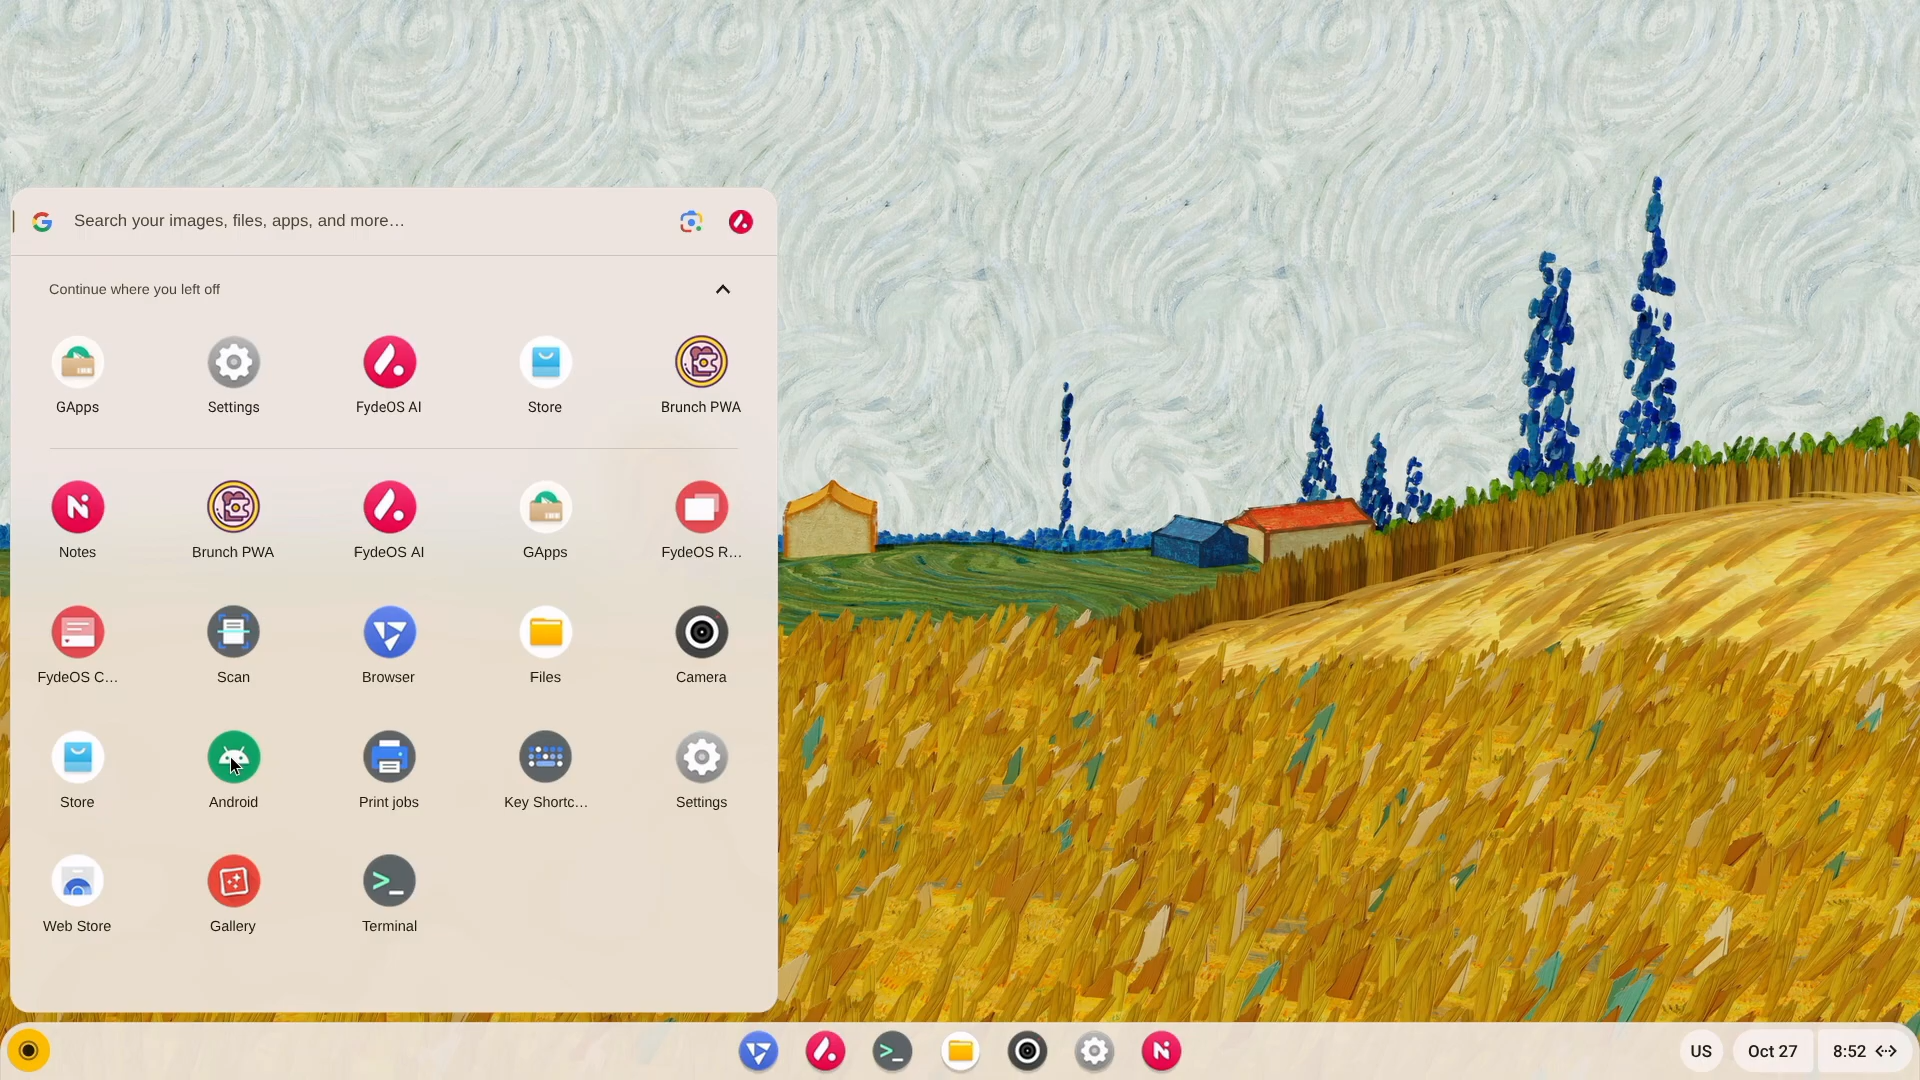 Search your images, files, apps, and more…
Continue where you left off
GApps
Settings
FydeOS AI
Store
Brunch PWA
Notes
Brunch PWA
FydeOS AI
GApps
FydeOS R…
FydeOS C…
Scan
Browser
Files
Camera
Store
Android
Print jobs
Key Shortc…
Settings
Web Store
Gallery
Terminal
US
Oct 27
8:52